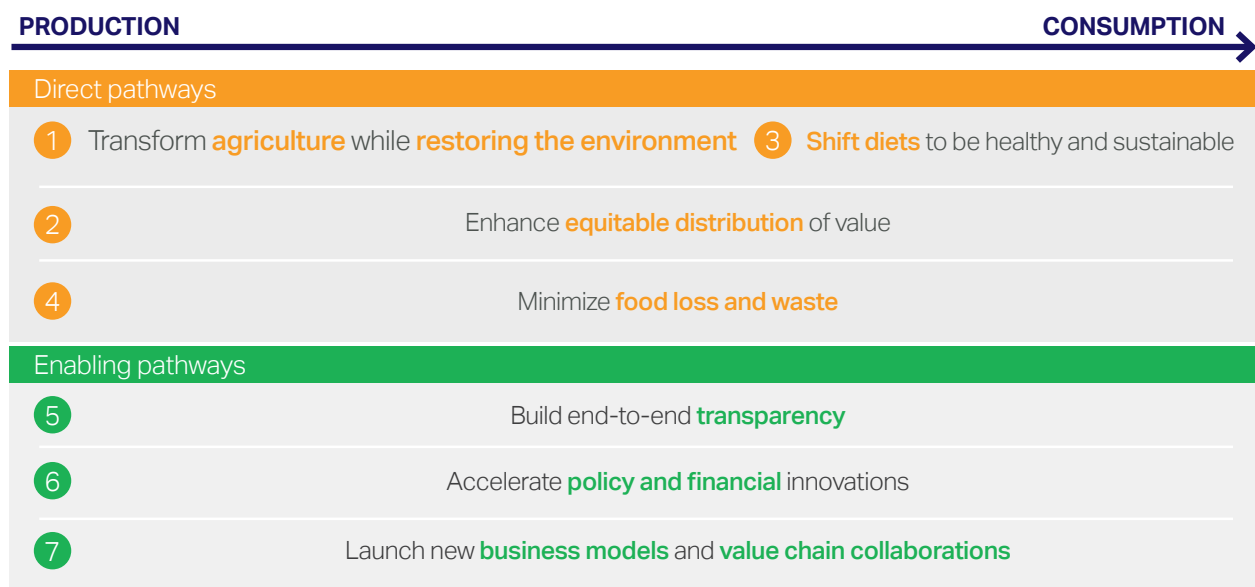 PRODUCTION CONSUMPTION
Direct pathways
1 Transform agriculture while restoring the environment 3 Shift diets to be healthy and sustainable
2 Enhance equitable distribution of value
4 Minimize food loss and waste
Enabling pathways
5 Build end-to-end transparency
6 Accelerate policy and financial innovations
7 Launch new business models and value chain collaborations